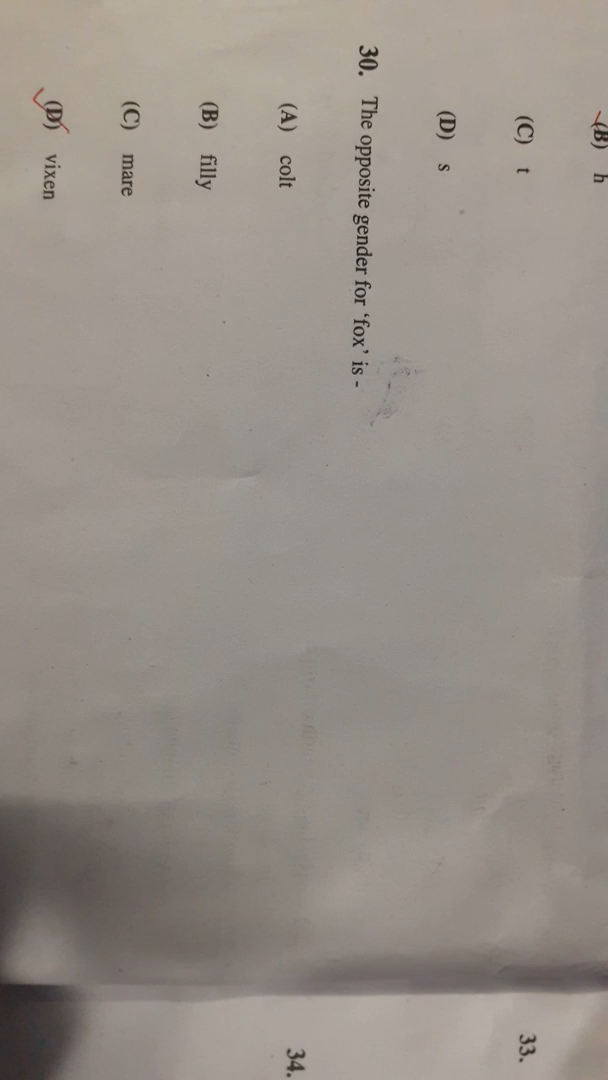 (B) h
(C) t
(D) s
30. The opposite gender for ‘fox’ is -
(A) colt
(B) filly
(C) mare
(D) vixen
33.
34.